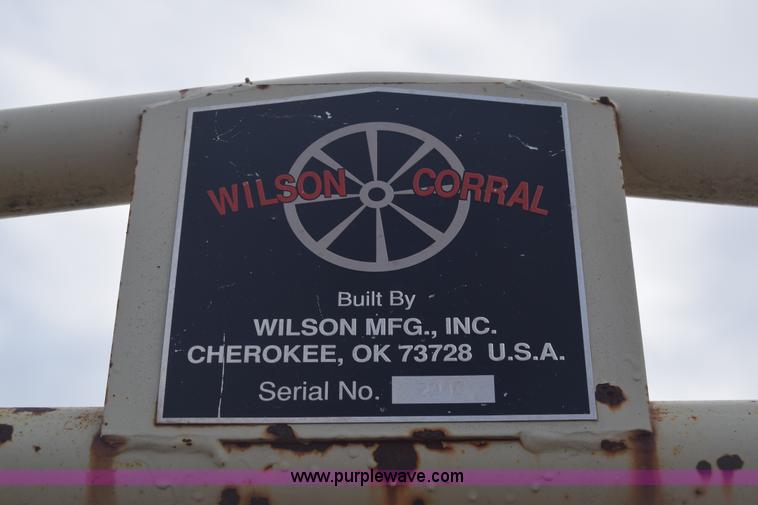 WILSON CORRAL
Built By
WILSON MFG., INC.
CHEROKEE, OK 73728 U.S.A.
Serial No.
www.purplewave.com